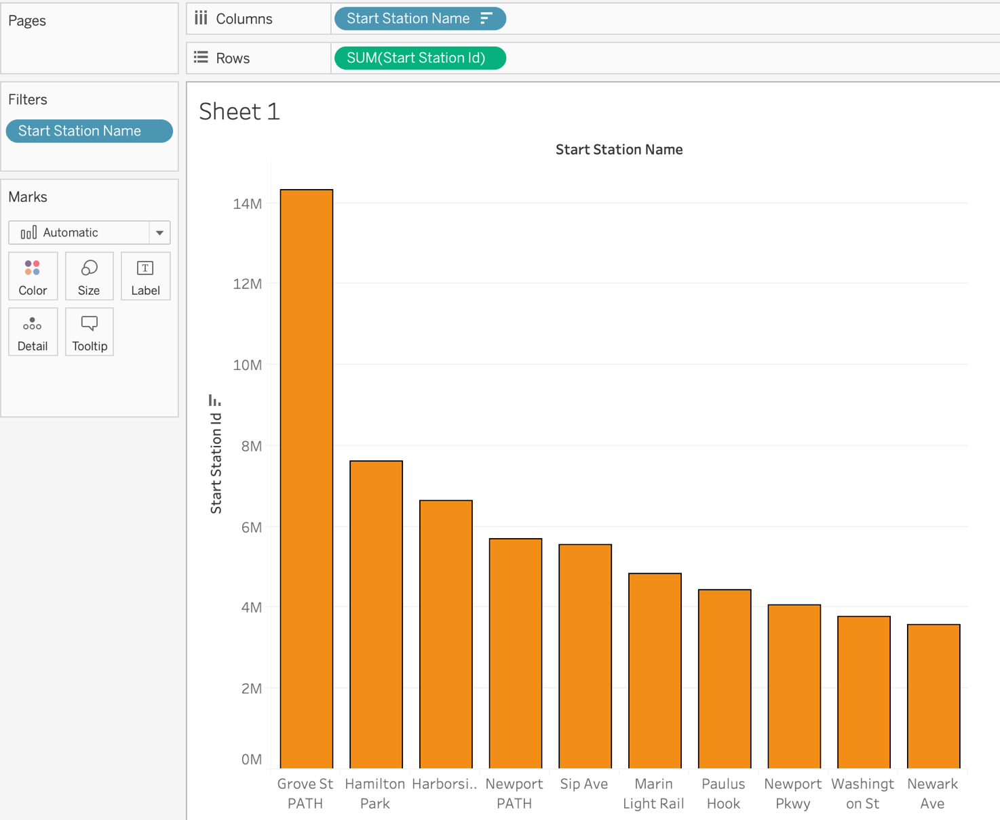 Pages
Columns
Start Station Name
Rows
SUM(Start Station Id)
Filters
Start Station Name
Marks
Automatic
Color
Size
T
Label
Detail
Tooltip
Sheet 1
Start Station Name
Start Station Id
14M
12M
10M
8M
6M
4M
2M
0M
Grove St
PATH
Hamilton
Park
Harborsi..
Newport
PATH
Sip Ave
Marin
Light Rail
Paulus
Hook
Newport
Pkwy
Washingt
on St
Newark
Ave